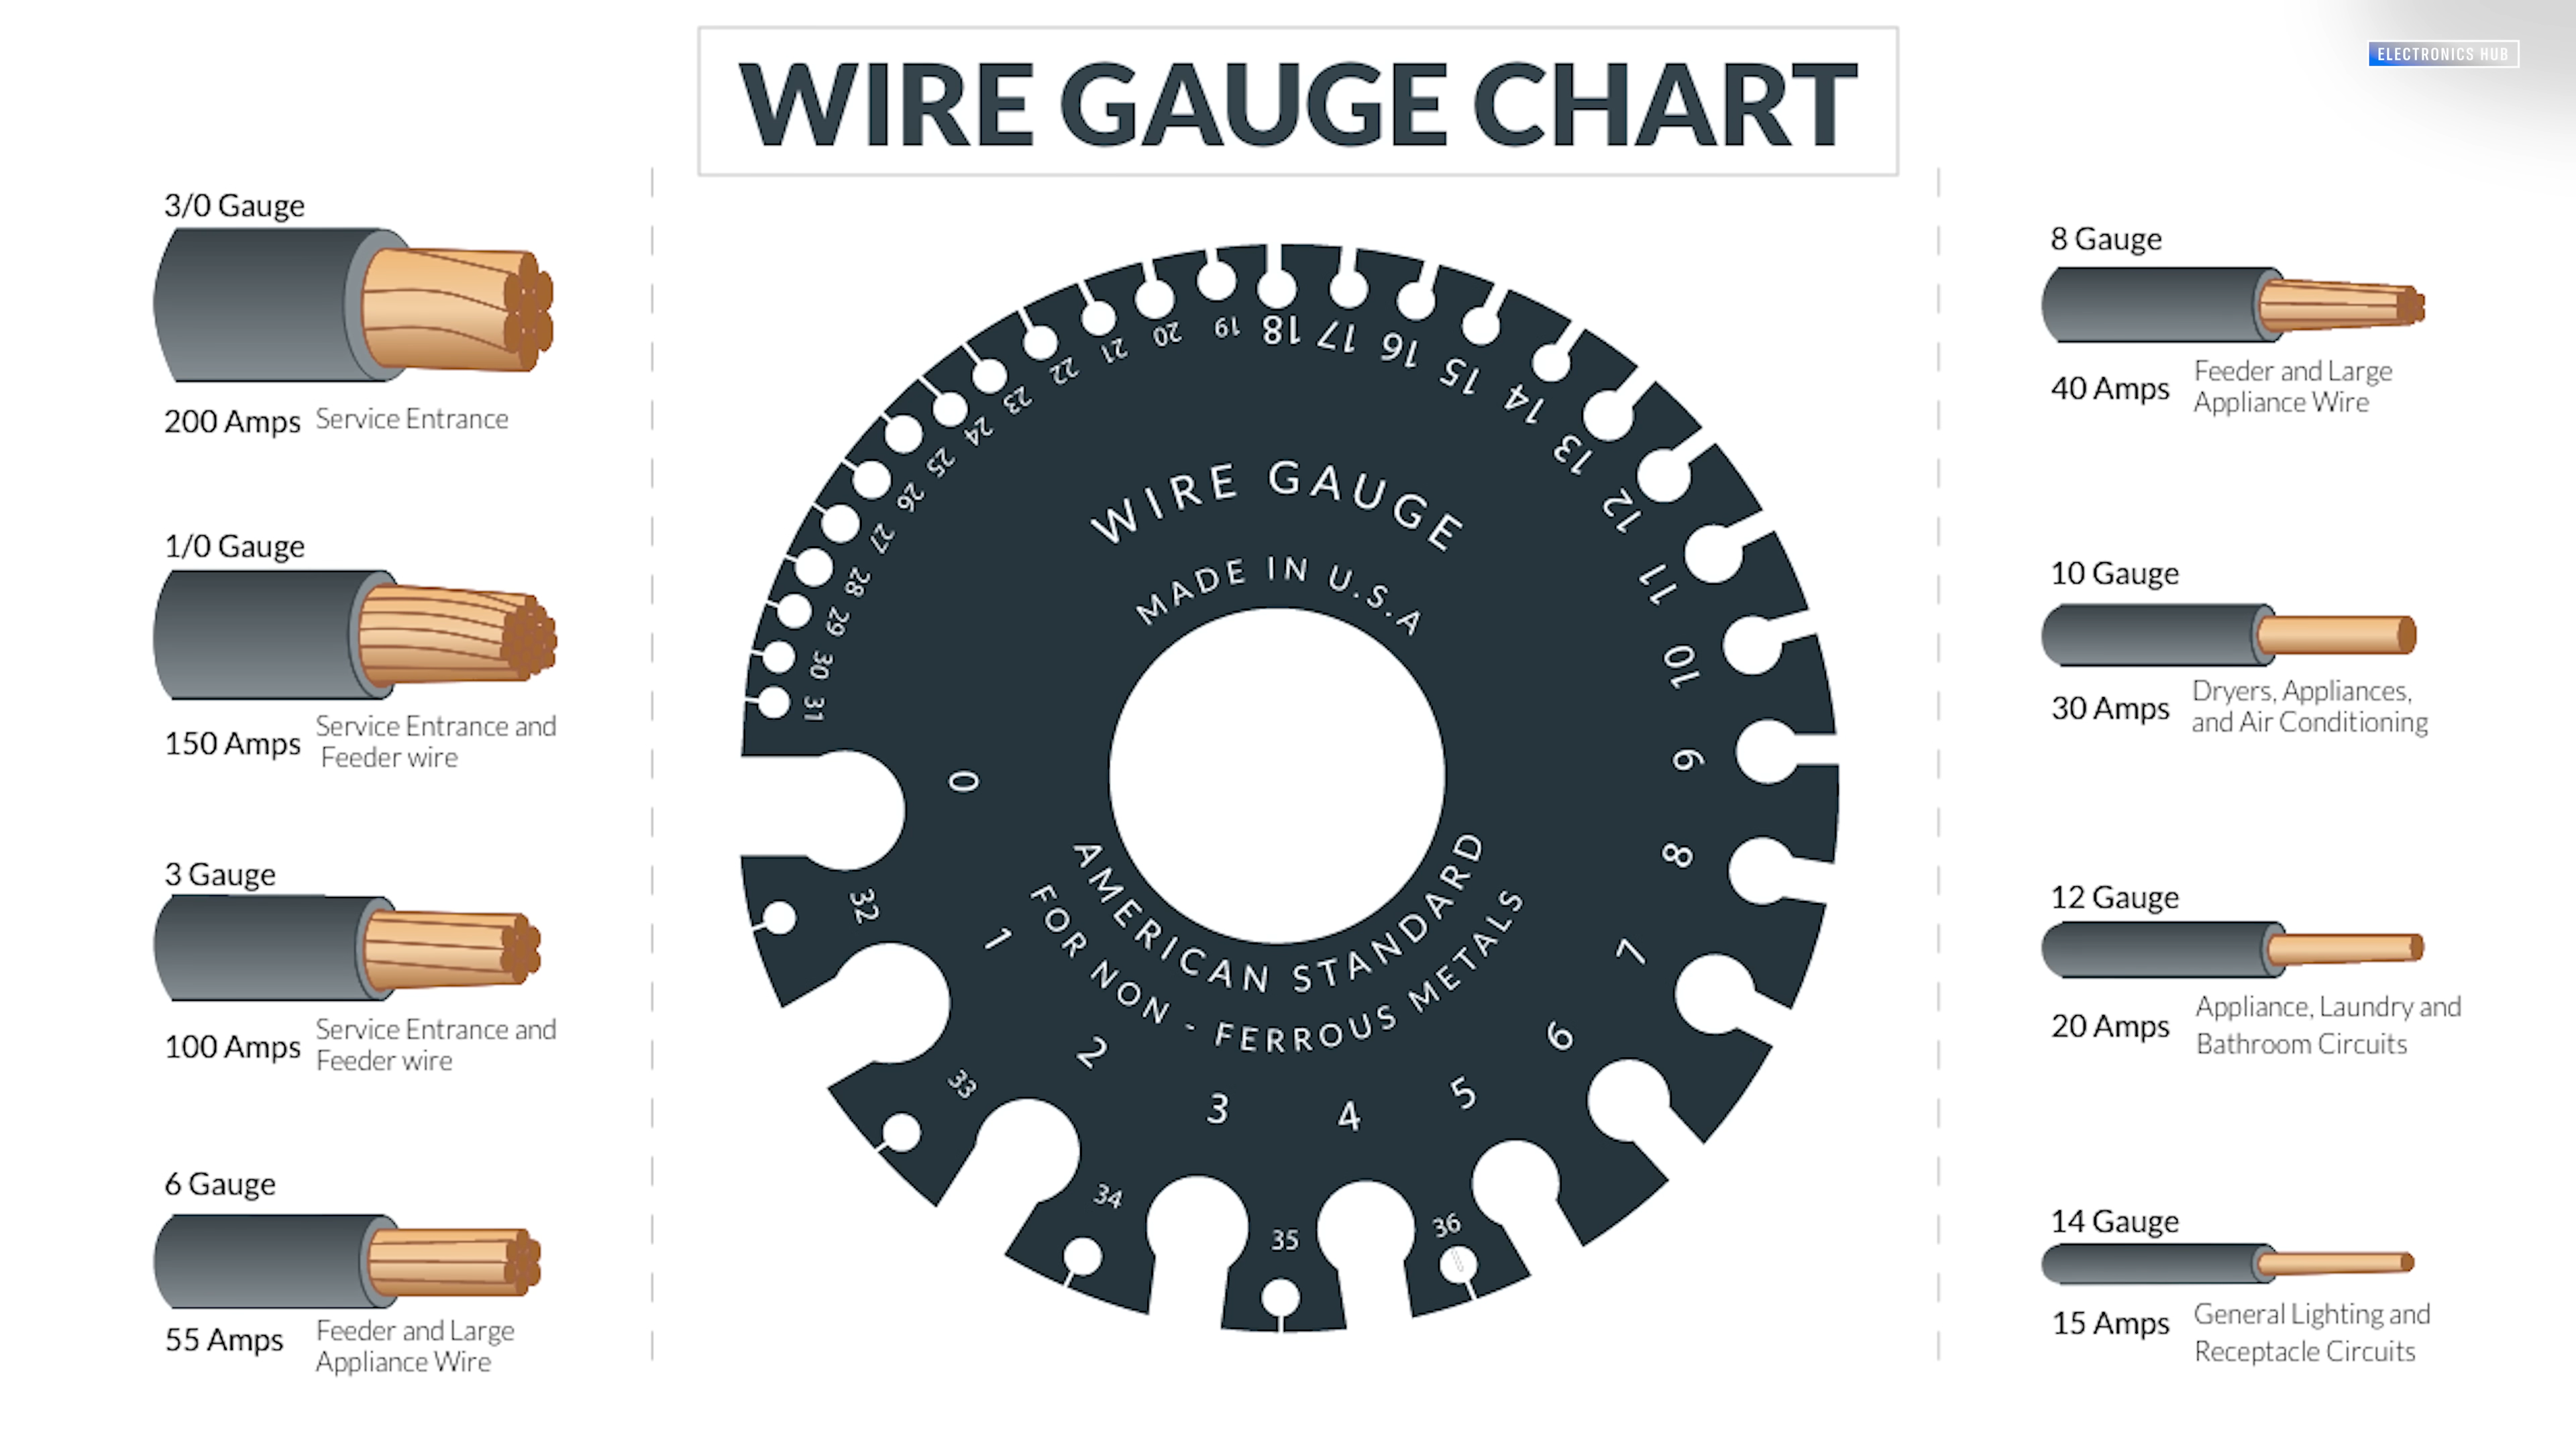 WIRE GAUGE CHART
ELECTRONICS HUB
3/0 Gauge
200 Amps Service Entrance
1/0 Gauge
150 Amps Service Entrance and
Feeder wire
3 Gauge
100 Amps Service Entrance and
Feeder wire
6 Gauge
55 Amps Feeder and Large
Appliance Wire
WIRE GAUGE
MADE IN U.S.A
AMERICAN STANDARD
FOR NON - FERROUS METALS
0
1
2
3
4
5
6
7
8
9
10
11
12
13
14
15
16
17
18
19
20
21
22
23
24
25
26
27
28
29
30
31
32
33
34
35
36
8 Gauge
40 Amps Feeder and Large
Appliance Wire
10 Gauge
30 Amps Dryers, Appliances,
and Air Conditioning
12 Gauge
20 Amps Appliance, Laundry and
Bathroom Circuits
14 Gauge
15 Amps General Lighting and
Receptacle Circuits